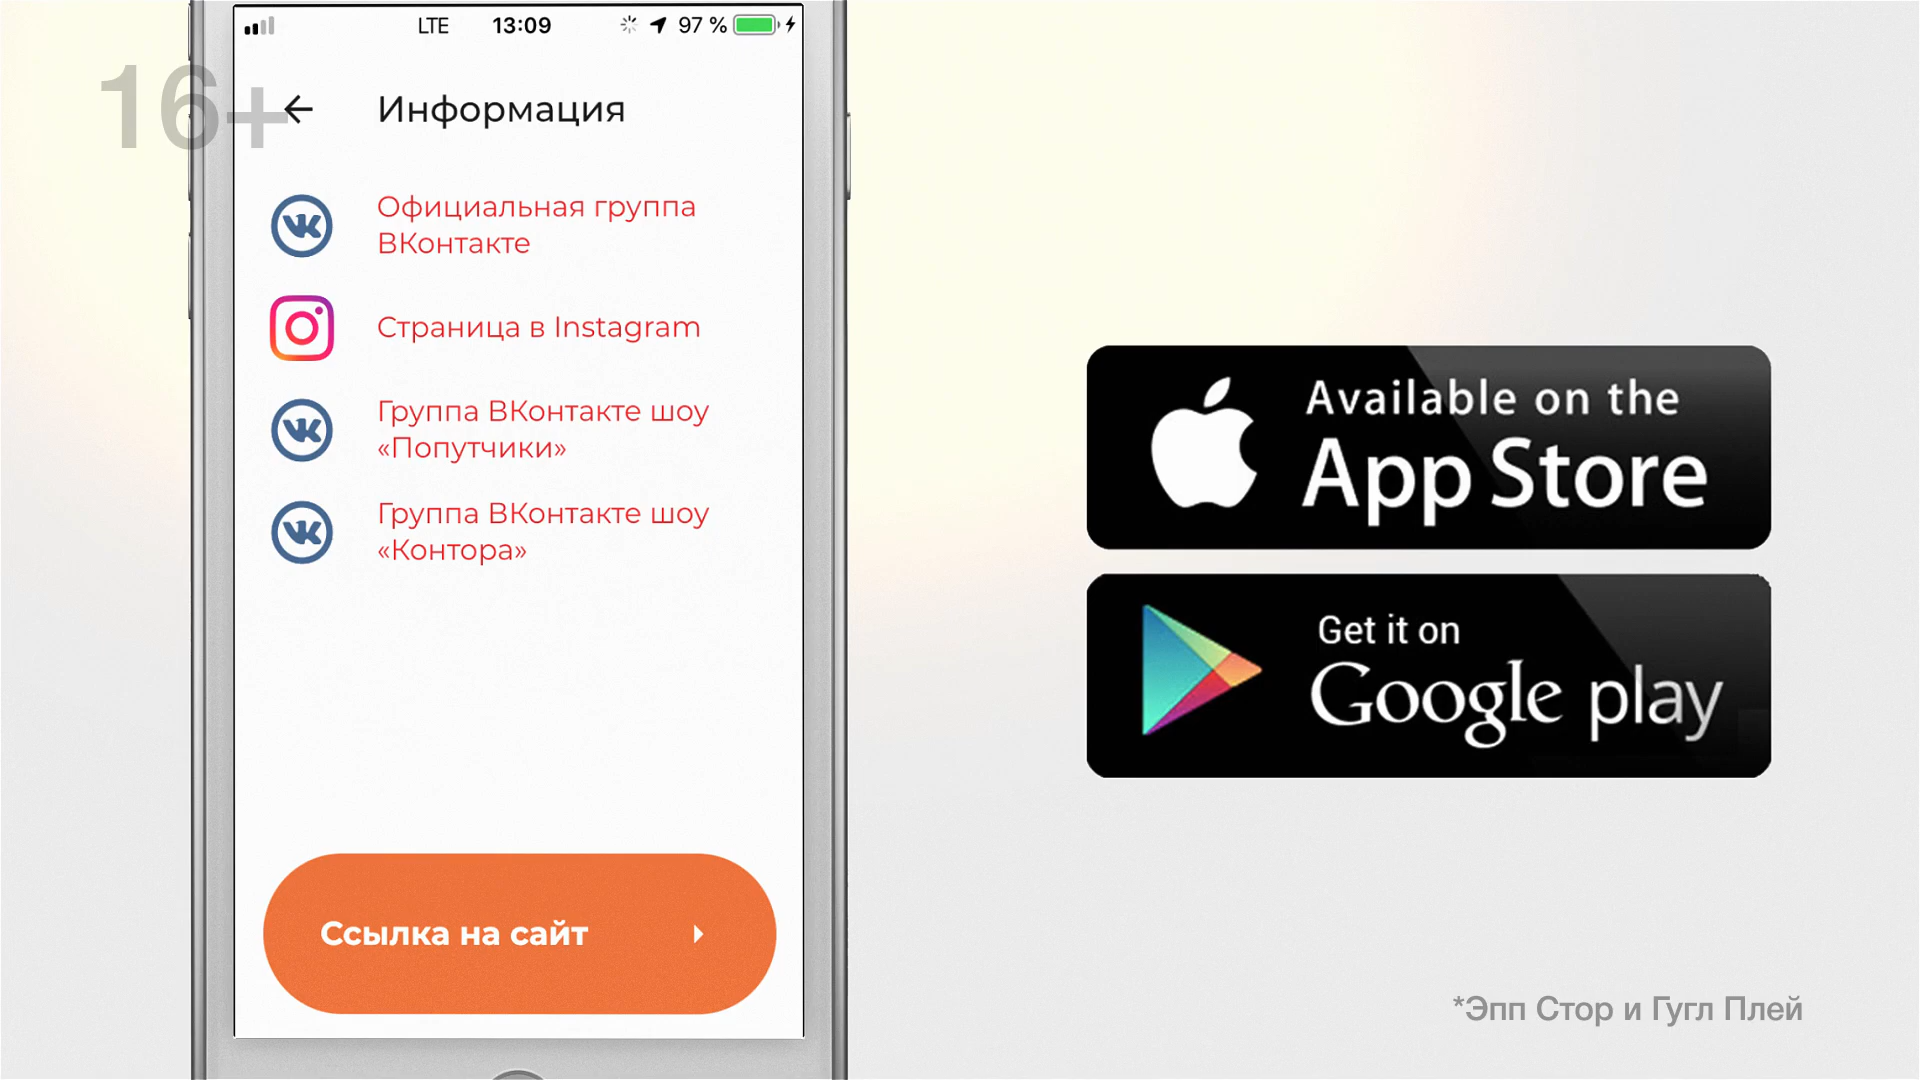 LTE 13:09 97 %
16+
Информация
Официальная группа
ВКонтакте
Страница в Instagram
Группа ВКонтакте шоу
«Попутчики»
Группа ВКонтакте шоу
«Контора»
Ссылка на сайт
Available on the
App Store
Get it on
Google play
*Эпп Стор и Гугл Плей